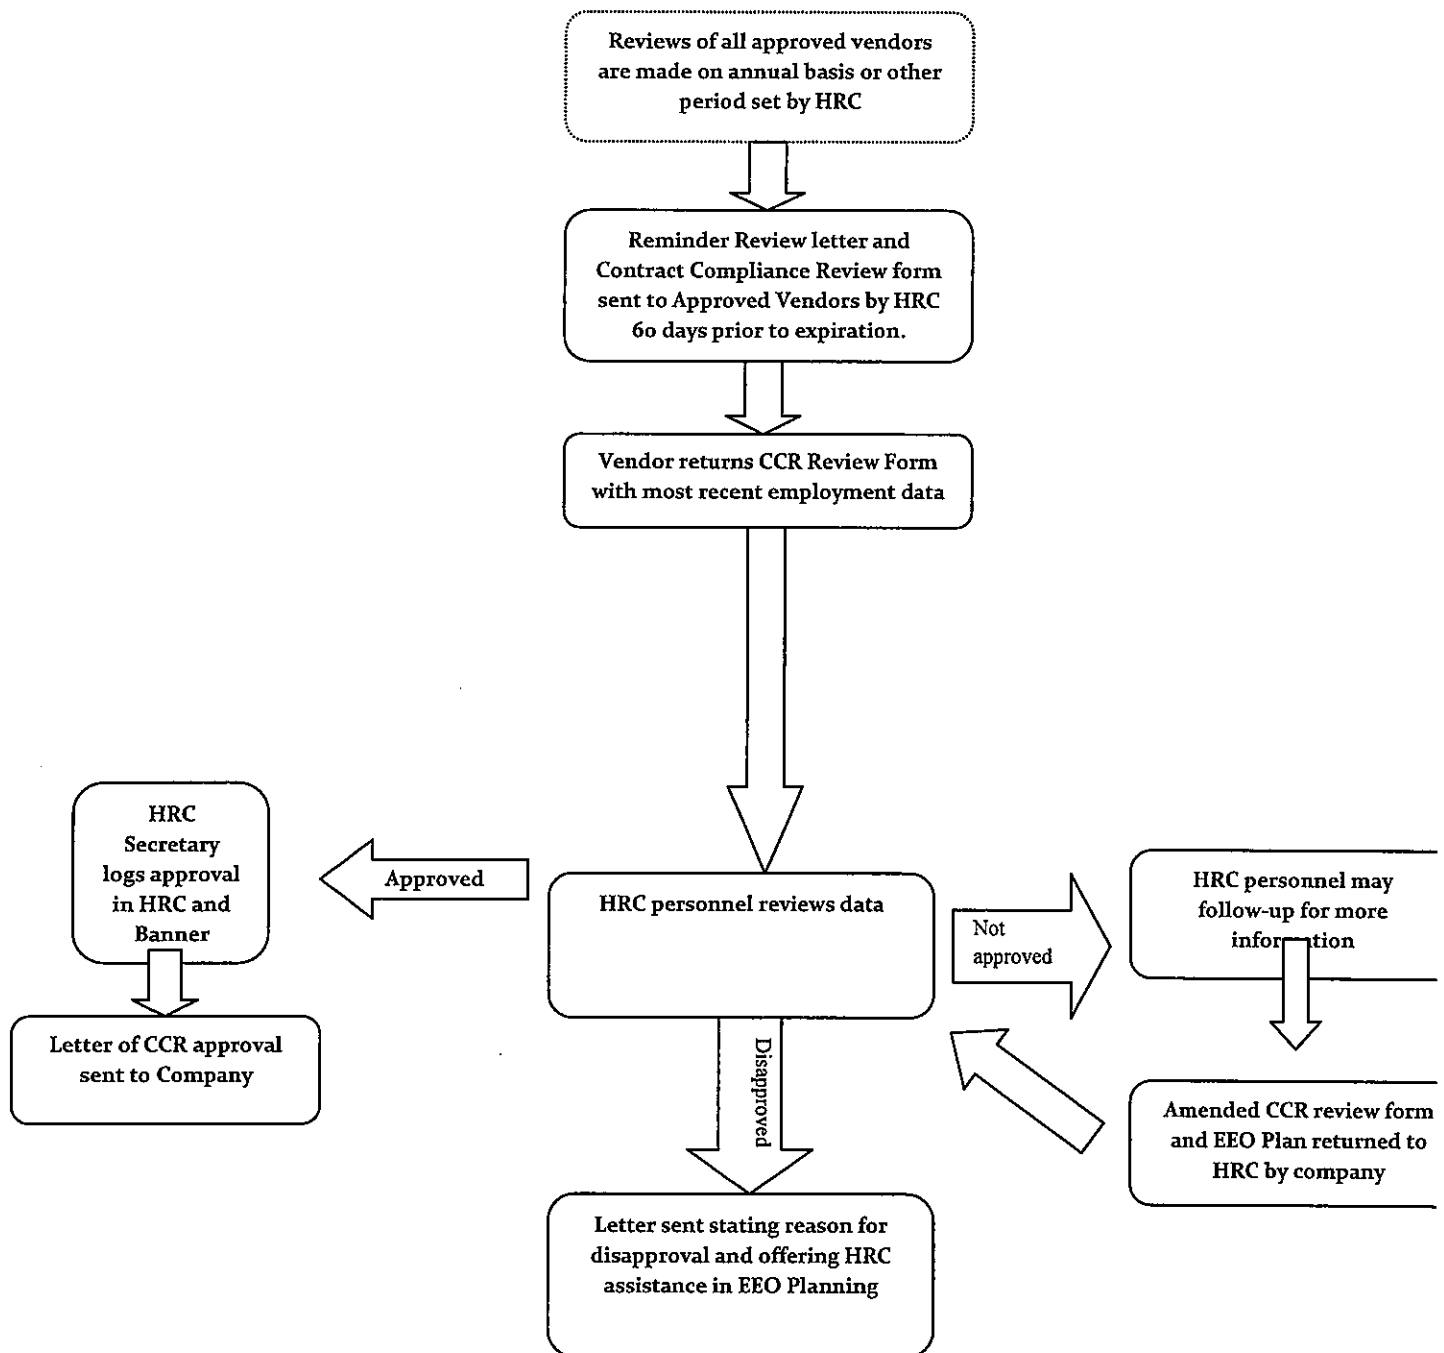 Reviews of all approved vendors
are made on annual basis or other
period set by HRC
Reminder Review letter and
Contract Compliance Review form
sent to Approved Vendors by HRC
60 days prior to expiration.
Vendor returns CCR Review Form
with most recent employment data
HRC
Secretary
logs approval
in HRC and
Banner
Approved
HRC personnel reviews data
Not
approved
HRC personnel may
follow-up for more
information
Letter of CCR approval
sent to Company
Disapproved
Amended CCR review form
and EEO Plan returned to
HRC by company
Letter sent stating reason for
disapproval and offering HRC
assistance in EEO Planning